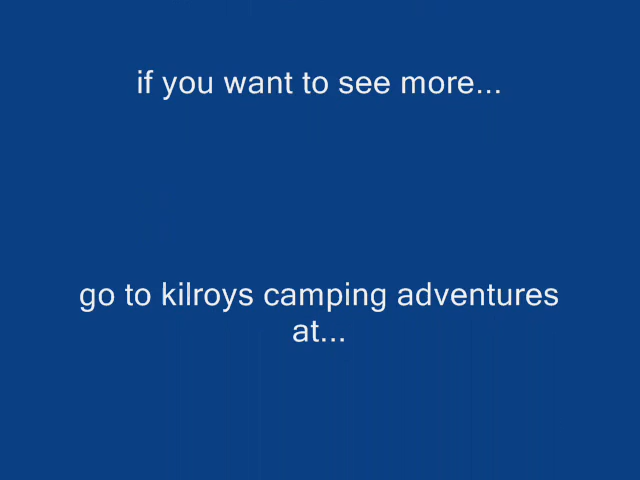 if you want to see more...
go to kilroys camping adventures
at...